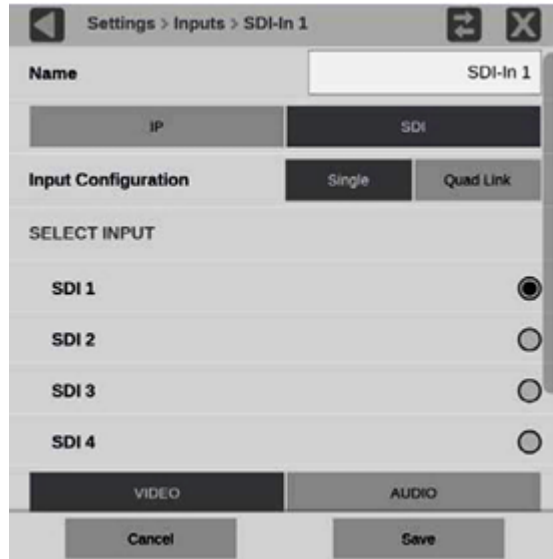 Settings > Inputs > SDI-In 1
Name SDI-In 1
IP SDI
Input Configuration Single Quad Link
SELECT INPUT
SDI 1
SDI 2
SDI 3
SDI 4
VIDEO AUDIO
Cancel Save